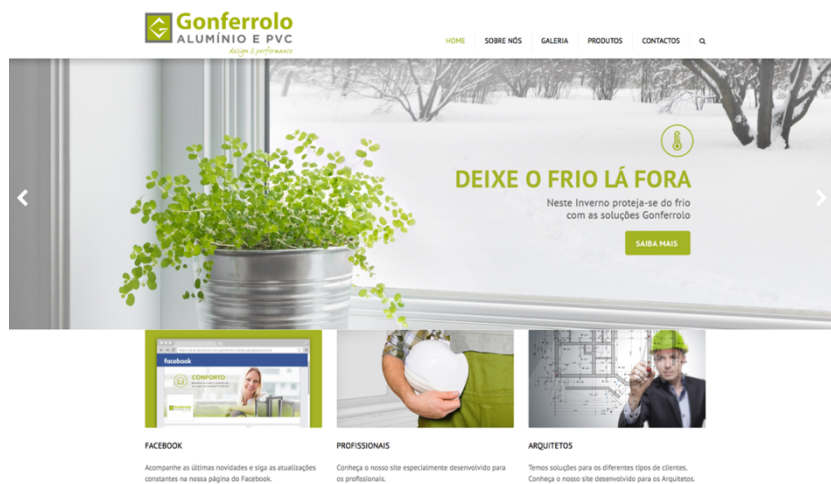 Gonferrolo
ALUMÍNIO E PVC
design & performance
HOME SOBRE NÓS GALERIA PRODUTOS CONTACTOS
DEIXE O FRIO LÁ FORA
Neste Inverno proteja-se do frio
com as soluções Gonferrolo
SAIBA MAIS
facebook
CONFORTO
Gonferrolo
FACEBOOK
Acompanhe as últimas novidades e siga as atualizações
constantes na nossa página do Facebook.
PROFISSIONAIS
Conheça o nosso site especialmente desenvolvido para
os profissionais.
ARQUITETOS
Temos soluções para os diferentes tipos de clientes.
Conheça o nosso site desenvolvido para os Arquitetos.